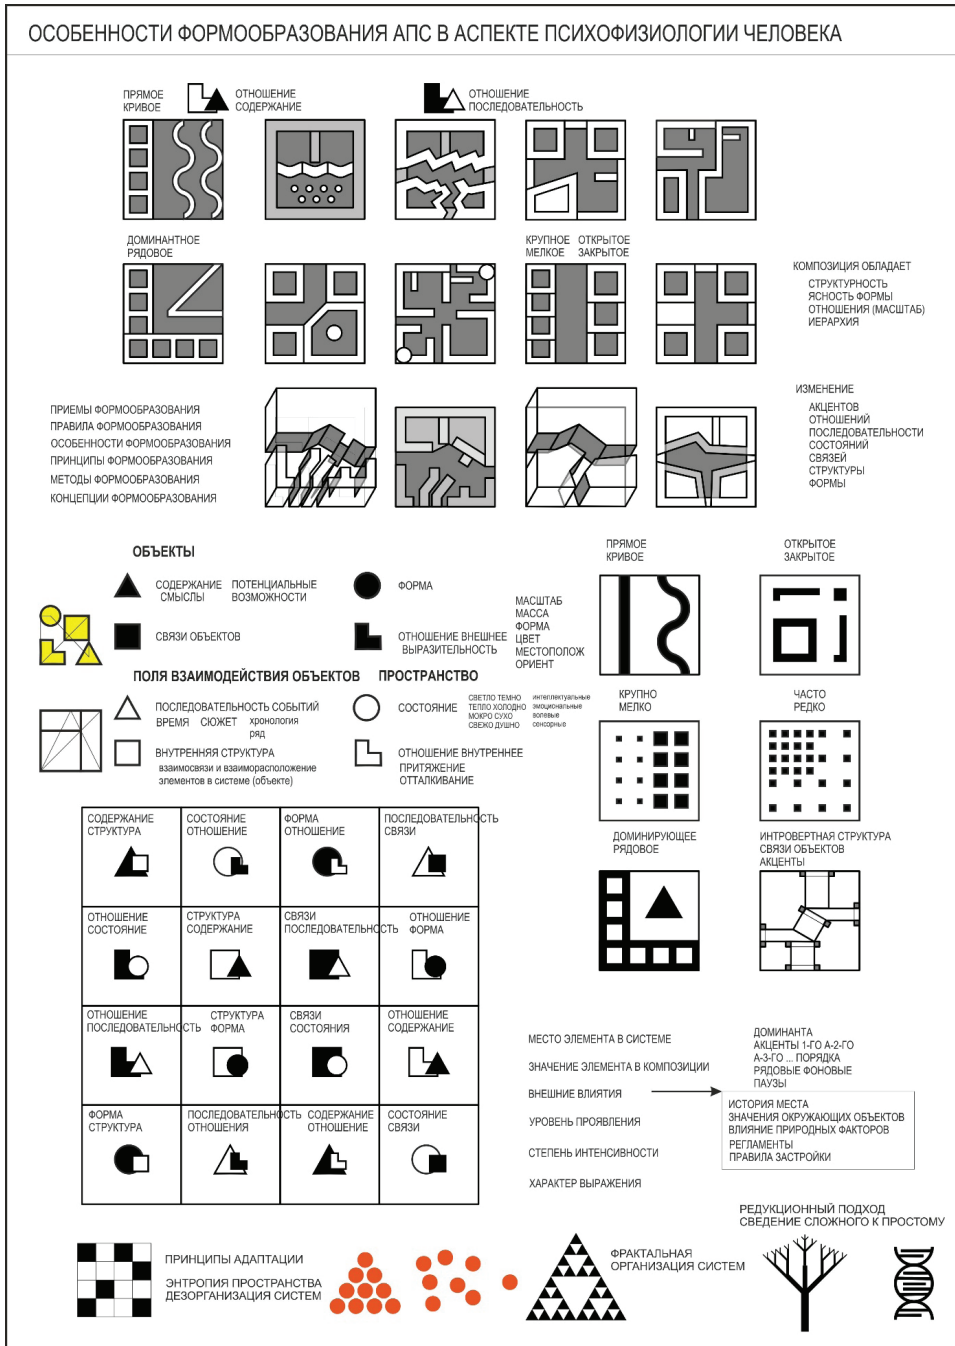 ОСОБЕННОСТИ ФОРМООБРАЗОВАНИЯ АПС В АСПЕКТЕ ПСИХОФИЗИОЛОГИИ ЧЕЛОВЕКА
ПРЯМОЕ
КРИВОЕ
ОТНОШЕНИЕ
СОДЕРЖАНИЕ
ОТНОШЕНИЕ
ПОСЛЕДОВАТЕЛЬНОСТЬ
ДОМИНАНТНОЕ
РЯДОВОЕ
КРУПНОЕ
МЕЛКОЕ
ОТКРЫТОЕ
ЗАКРЫТОЕ
КОМПОЗИЦИЯ ОБЛАДАЕТ
СТРУКТУРНОСТЬ
ЯСНОСТЬ ФОРМЫ
ОТНОШЕНИЯ (МАСШТАБ)
ИЕРАРХИЯ
ПРИЕМЫ ФОРМООБРАЗОВАНИЯ
ПРАВИЛА ФОРМООБРАЗОВАНИЯ
ОСОБЕННОСТИ ФОРМООБРАЗОВАНИЯ
ПРИНЦИПЫ ФОРМООБРАЗОВАНИЯ
МЕТОДЫ ФОРМООБРАЗОВАНИЯ
КОНЦЕПЦИИ ФОРМООБРАЗОВАНИЯ
ИЗМЕНЕНИЕ
АКЦЕНТОВ
ОТНОШЕНИЙ
ПОСЛЕДОВАТЕЛЬНОСТИ
СОСТОЯНИЙ
СВЯЗЕЙ
СТРУКТУРЫ
ФОРМЫ
ОБЪЕКТЫ
СОДЕРЖАНИЕ
СМЫСЛЫ
ПОТЕНЦИАЛЬНЫЕ
ВОЗМОЖНОСТИ
ФОРМА
СВЯЗИ ОБЪЕКТОВ
ОТНОШЕНИЕ ВНЕШНЕЕ
ВЫРАЗИТЕЛЬНОСТЬ
МАСШТАБ
МАССА
ФОРМА
ЦВЕТ
МЕСТОПОЛОЖ
ОРИЕНТ
ПОЛЯ ВЗАИМОДЕЙСТВИЯ ОБЪЕКТОВ
ПРОСТРАНСТВО
ПОСЛЕДОВАТЕЛЬНОСТЬ СОБЫТИЙ
ВРЕМЯ СЮЖЕТ хронология
ряд
СОСТОЯНИЕ
СВЕТЛО ТЕМНО
ТЕПЛО ХОЛОДНО
МОКРО СУХО
СВЕЖО ДУШНО
интеллектуальные
эмоциональные
волевые
сенсорные
ВНУТРЕННЯЯ СТРУКТУРА
взаимосвязи и взаиморасположение
элементов в системе (объекте)
ОТНОШЕНИЕ ВНУТРЕННЕЕ
ПРИТЯЖЕНИЕ
ОТТАЛКИВАНИЕ
ПРЯМОЕ
КРИВОЕ
ОТКРЫТОЕ
ЗАКРЫТОЕ
КРУПНО
МЕЛКО
ЧАСТО
РЕДКО
ДОМИНИРУЮЩЕЕ
РЯДОВОЕ
ИНТРОВЕРТНАЯ СТРУКТУРА
СВЯЗИ ОБЪЕКТОВ
АКЦЕНТЫ
СОДЕРЖАНИЕ
СТРУКТУРА
СОСТОЯНИЕ
ОТНОШЕНИЕ
ФОРМА
ОТНОШЕНИЕ
ПОСЛЕДОВАТЕЛЬНОСТЬ
СВЯЗИ
ОТНОШЕНИЕ
СОСТОЯНИЕ
СТРУКТУРА
СОДЕРЖАНИЕ
СВЯЗИ
ПОСЛЕДОВАТЕЛЬНОСТЬ
ОТНОШЕНИЕ
ФОРМА
ОТНОШЕНИЕ
ПОСЛЕДОВАТЕЛЬНОСТЬ
СТРУКТУРА
ФОРМА
СВЯЗИ
СОСТОЯНИЯ
ОТНОШЕНИЕ
СОДЕРЖАНИЕ
ФОРМА
СТРУКТУРА
ПОСЛЕДОВАТЕЛЬНОСТЬ
ОТНОШЕНИЯ
СОДЕРЖАНИЕ
ОТНОШЕНИЕ
СОСТОЯНИЕ
СВЯЗИ
МЕСТО ЭЛЕМЕНТА В СИСТЕМЕ
ЗНАЧЕНИЕ ЭЛЕМЕНТА В КОМПОЗИЦИИ
ВНЕШНИЕ ВЛИЯНИЯ
УРОВЕНЬ ПРОЯВЛЕНИЯ
СТЕПЕНЬ ИНТЕНСИВНОСТИ
ХАРАКТЕР ВЫРАЖЕНИЯ
ДОМИНАНТА
АКЦЕНТЫ 1-ГО А-2-ГО
А-3-ГО ... ПОРЯДКА
РЯДОВЫЕ ФОНОВЫЕ
ПАУЗЫ
ИСТОРИЯ МЕСТА
ЗНАЧЕНИЯ ОКРУЖАЮЩИХ ОБЪЕКТОВ
ВЛИЯНИЕ ПРИРОДНЫХ ФАКТОРОВ
РЕГЛАМЕНТЫ
ПРАВИЛА ЗАСТРОЙКИ
РЕДУКЦИОННЫЙ ПОДХОД
СВЕДЕНИЕ СЛОЖНОГО К ПРОСТОМУ
ПРИНЦИПЫ АДАПТАЦИИ
ЭНТРОПИЯ ПРОСТРАНСТВА
ДЕЗОРГАНИЗАЦИЯ СИСТЕМ
ФРАКТАЛЬНАЯ
ОРГАНИЗАЦИЯ СИСТЕМ